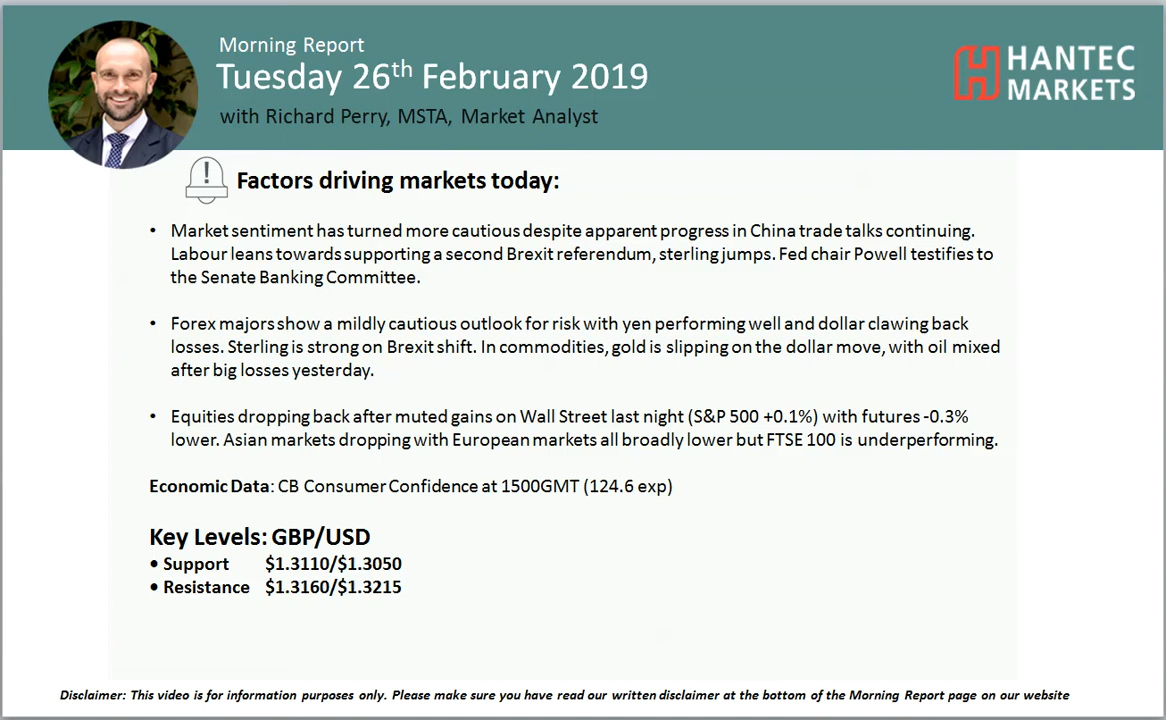 Morning Report
Tuesday 26th February 2019
with Richard Perry, MSTA, Market Analyst
HANTEC
MARKETS
Factors driving markets today:
• Market sentiment has turned more cautious despite apparent progress in China trade talks continuing.
Labour leans towards supporting a second Brexit referendum, sterling jumps. Fed chair Powell testifies to
the Senate Banking Committee.
• Forex majors show a mildly cautious outlook for risk with yen performing well and dollar clawing back
losses. Sterling is strong on Brexit shift. In commodities, gold is slipping on the dollar move, with oil mixed
after big losses yesterday.
• Equities dropping back after muted gains on Wall Street last night (S&P 500 +0.1%) with futures -0.3%
lower. Asian markets dropping with European markets all broadly lower but FTSE 100 is underperforming.
Economic Data: CB Consumer Confidence at 1500GMT (124.6 exp)
Key Levels: GBP/USD
• Support $1.3110/$1.3050
• Resistance $1.3160/$1.3215
Disclaimer: This video is for information purposes only. Please make sure you have read our written disclaimer at the bottom of the Morning Report page on our website